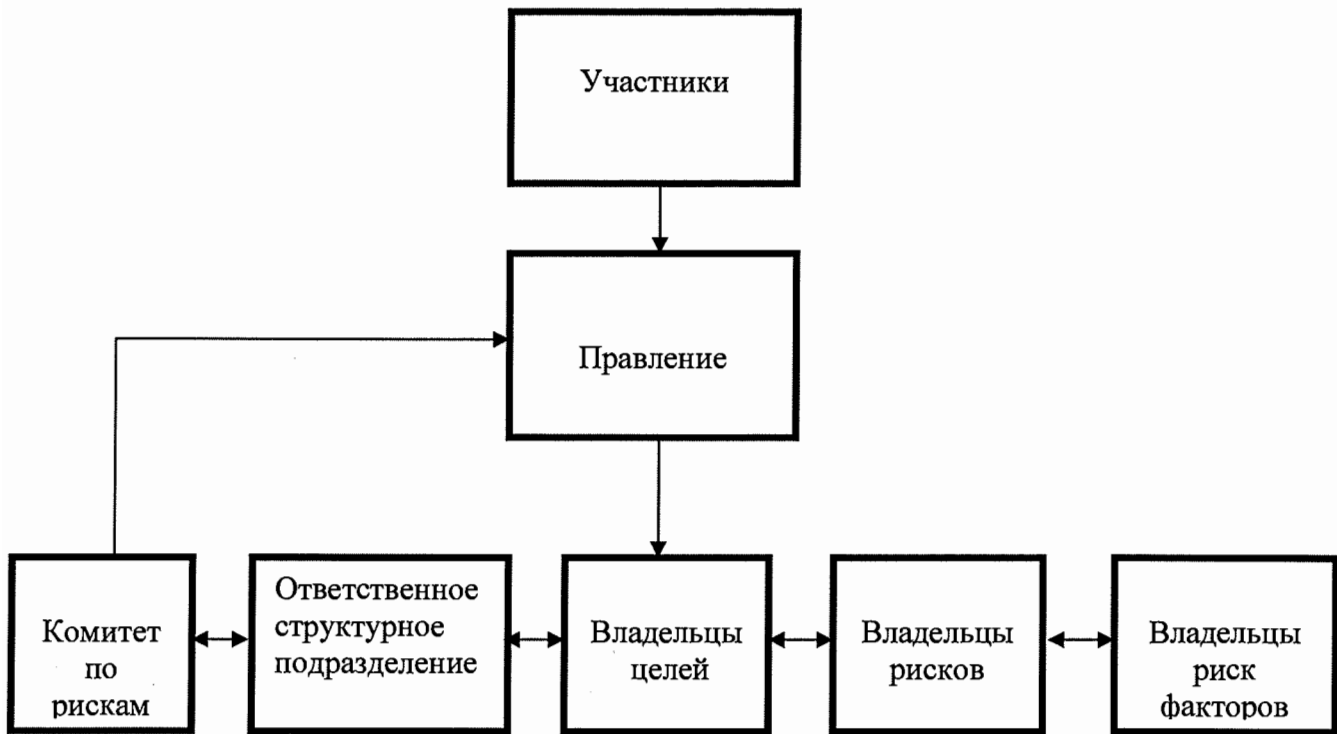 Участники
Правление
Комитет
по
рискам
Ответственное
структурное
подразделение
Владельцы
целей
Владельцы
рисков
Владельцы
риск
факторов